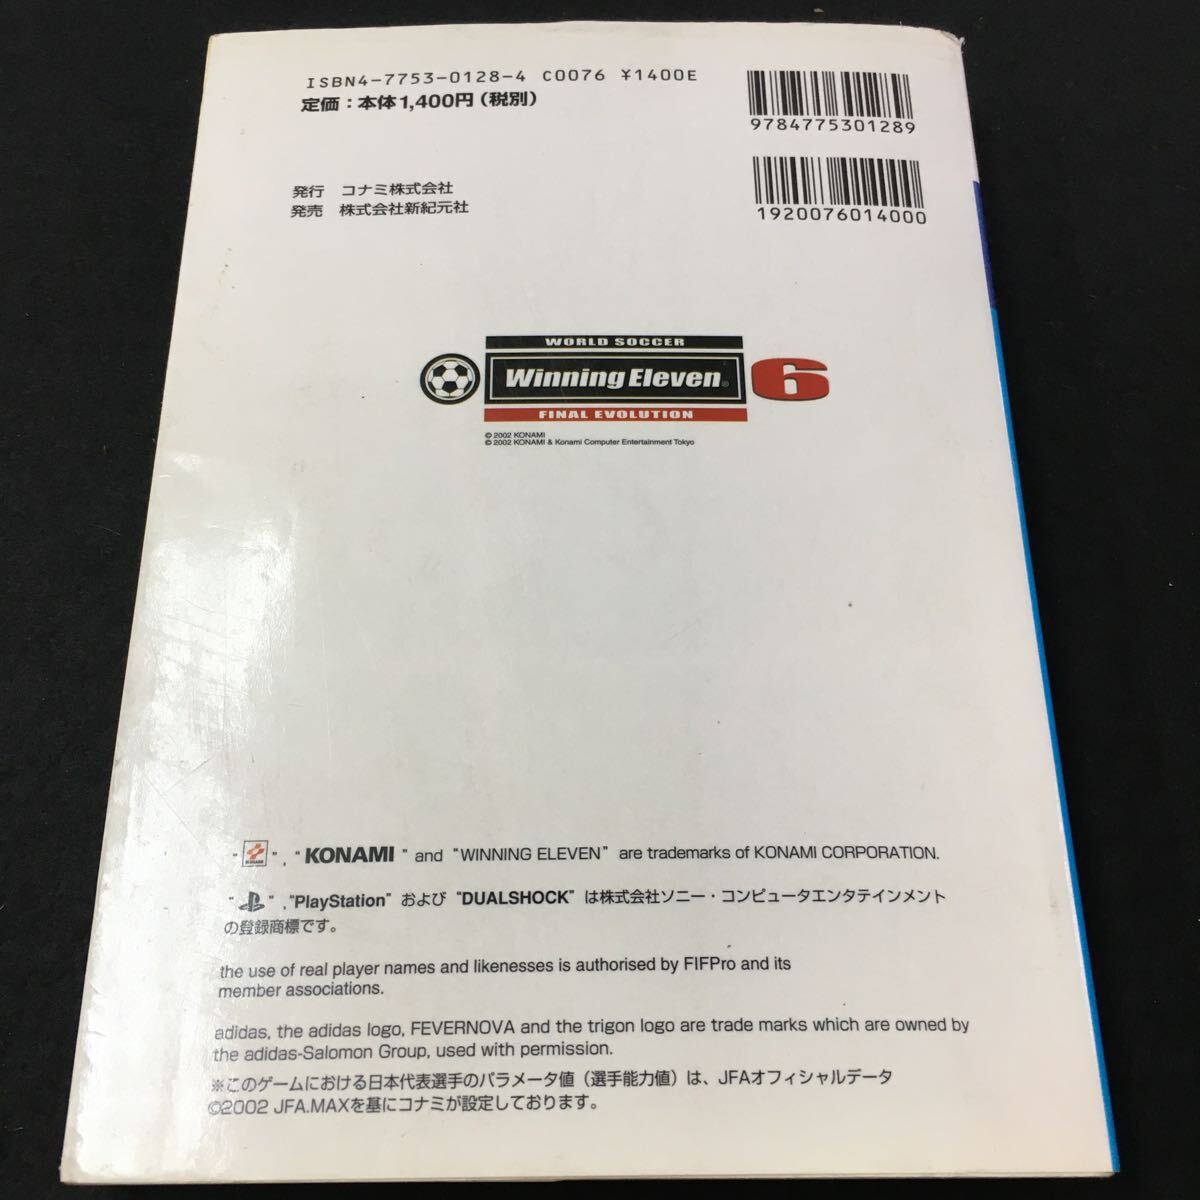 ISBN4-7753-0128-4 C0076 ¥1400E
定価：本体1,400円（税別）
9784775301289
発行 コナミ株式会社
発売 株式会社新紀元社
1920076014000
WORLD SOCCER
Winning Eleven® 6
FINAL EVOLUTION
© 2002 KONAMI
© 2002 KONAMI & Konami Computer Entertainment Tokyo
“KONAMI”, “KONAMI” and “WINNING ELEVEN” are trademarks of KONAMI CORPORATION.
“ ”, “PlayStation” および “DUALSHOCK” は株式会社ソニー・コンピュータエンタテインメント
の登録商標です。
the use of real player names and likenesses is authorised by FIFPro and its
member associations.
adidas, the adidas logo, FEVERNOVA and the trigon logo are trade marks which are owned by
the adidas-Salomon Group, used with permission.
※このゲームにおける日本代表選手のパラメータ値（選手能力値）は、JFAオフィシャルデータ
©2002 JFA.MAXを基にコナミが設定しております。